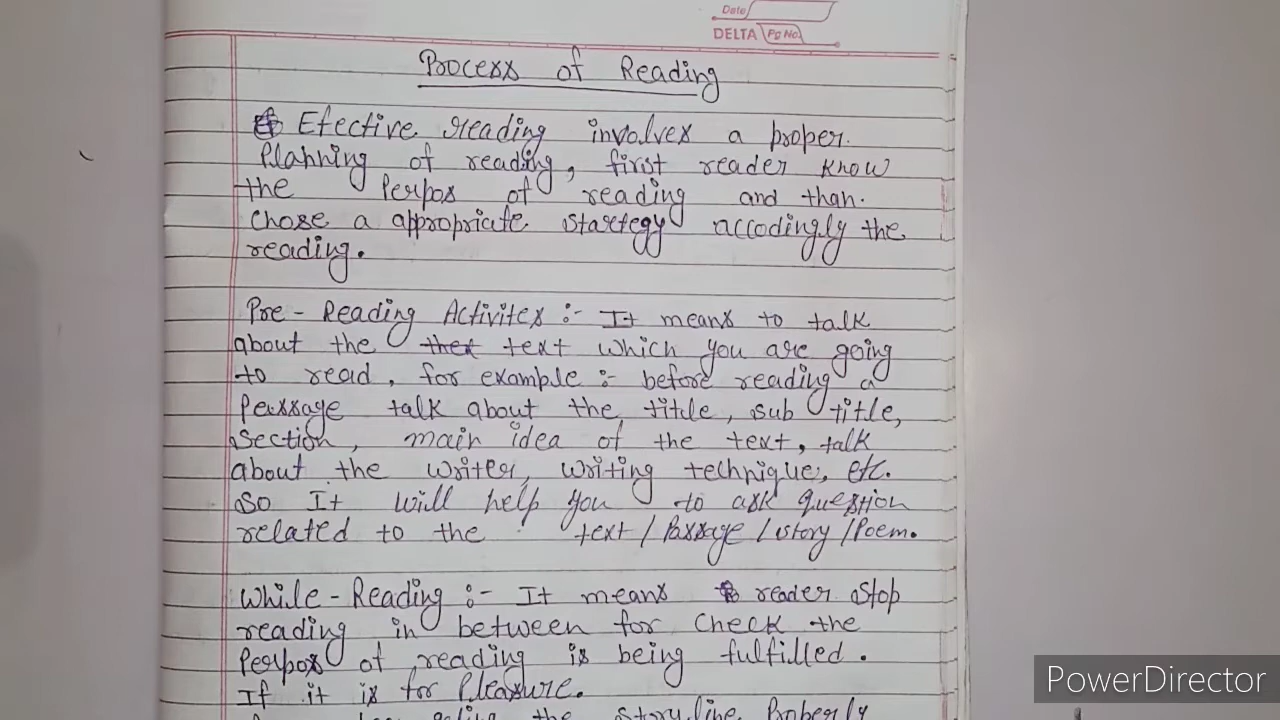 Date
DELTA Pg No.
Process of Reading
Efective reading involves a proper.
Planning of reading, first reader know
the Perpos of reading and than.
Chose a appropriate startegy accodingly the
reading.
Pre - Reading Activites :- It means to talk
about the text which you are going
to read, for example :- before reading a
Passage talk about the title, sub title,
Section, main idea of the text, talk
about the writer, writing technique, etc.
So It will help you to ask question
related to the text / Passage / story / Poem.
While - Reading :- It means reader stop
reading in between for Check the
Perpos of reading is being fulfilled.
If it is for Pleasure.
the storyline Properly
PowerDirector